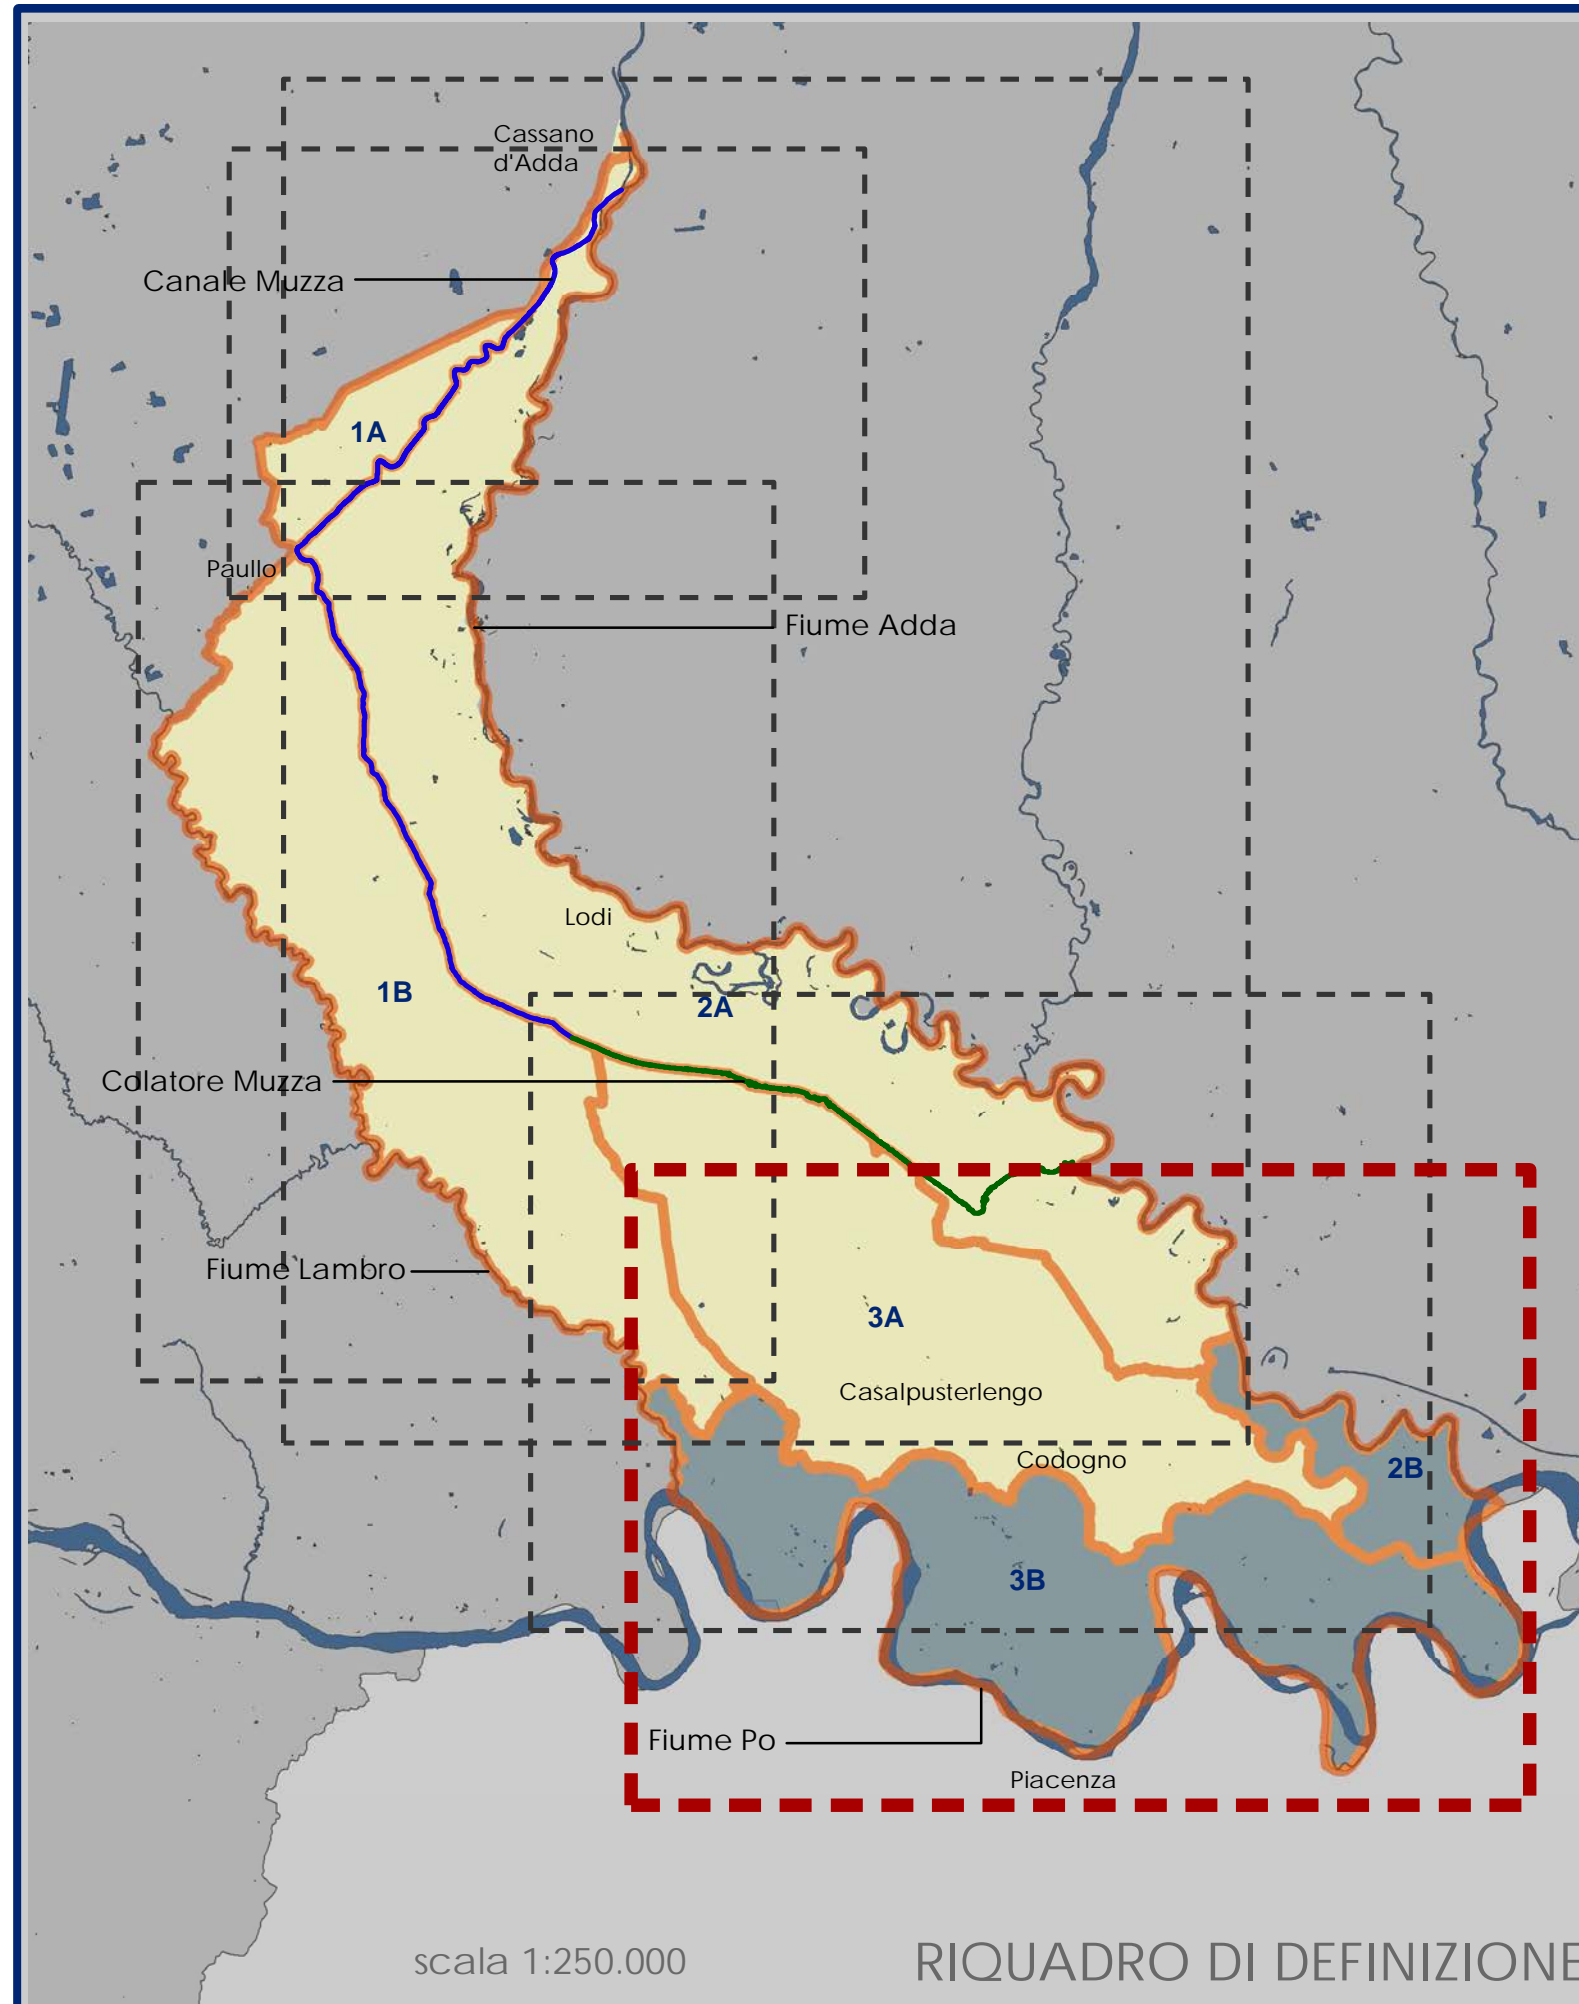 Cassano
d'Adda
Canale Muzza
1A
Paullo
Fiume Adda
Lodi
1B
2A
Collatore Muzza
Fiume Lambro
3A
Casalpusterlengo
Codogno
2B
3B
Fiume Po
Piacenza
scala 1:250.000
RIQUADRO DI DEFINIZIONE